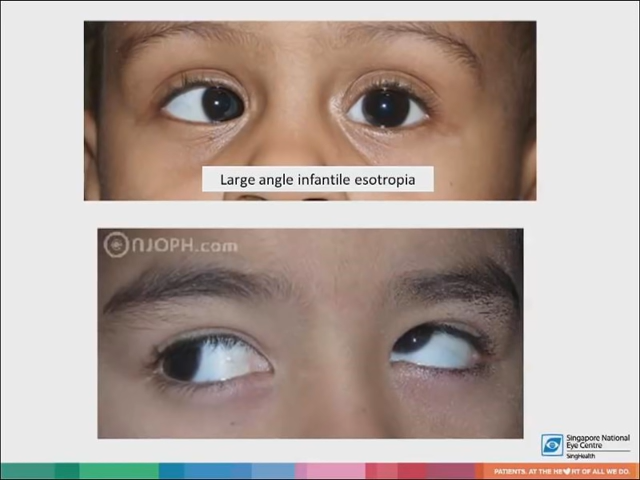 Large angle infantile esotropia
NJOPH.com
Singapore National
Eye Centre
SingHealth
PATIENTS. AT THE HE♥RT OF ALL WE DO.